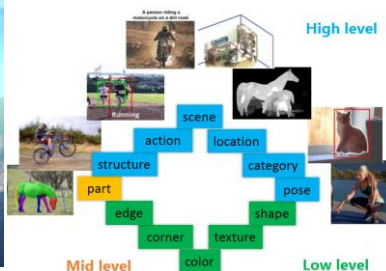 A person riding a
motorcycle on a dirt road.
High level
Running
scene
action
location
structure
category
part
pose
edge
shape
corner
texture
color
Mid level
Low level